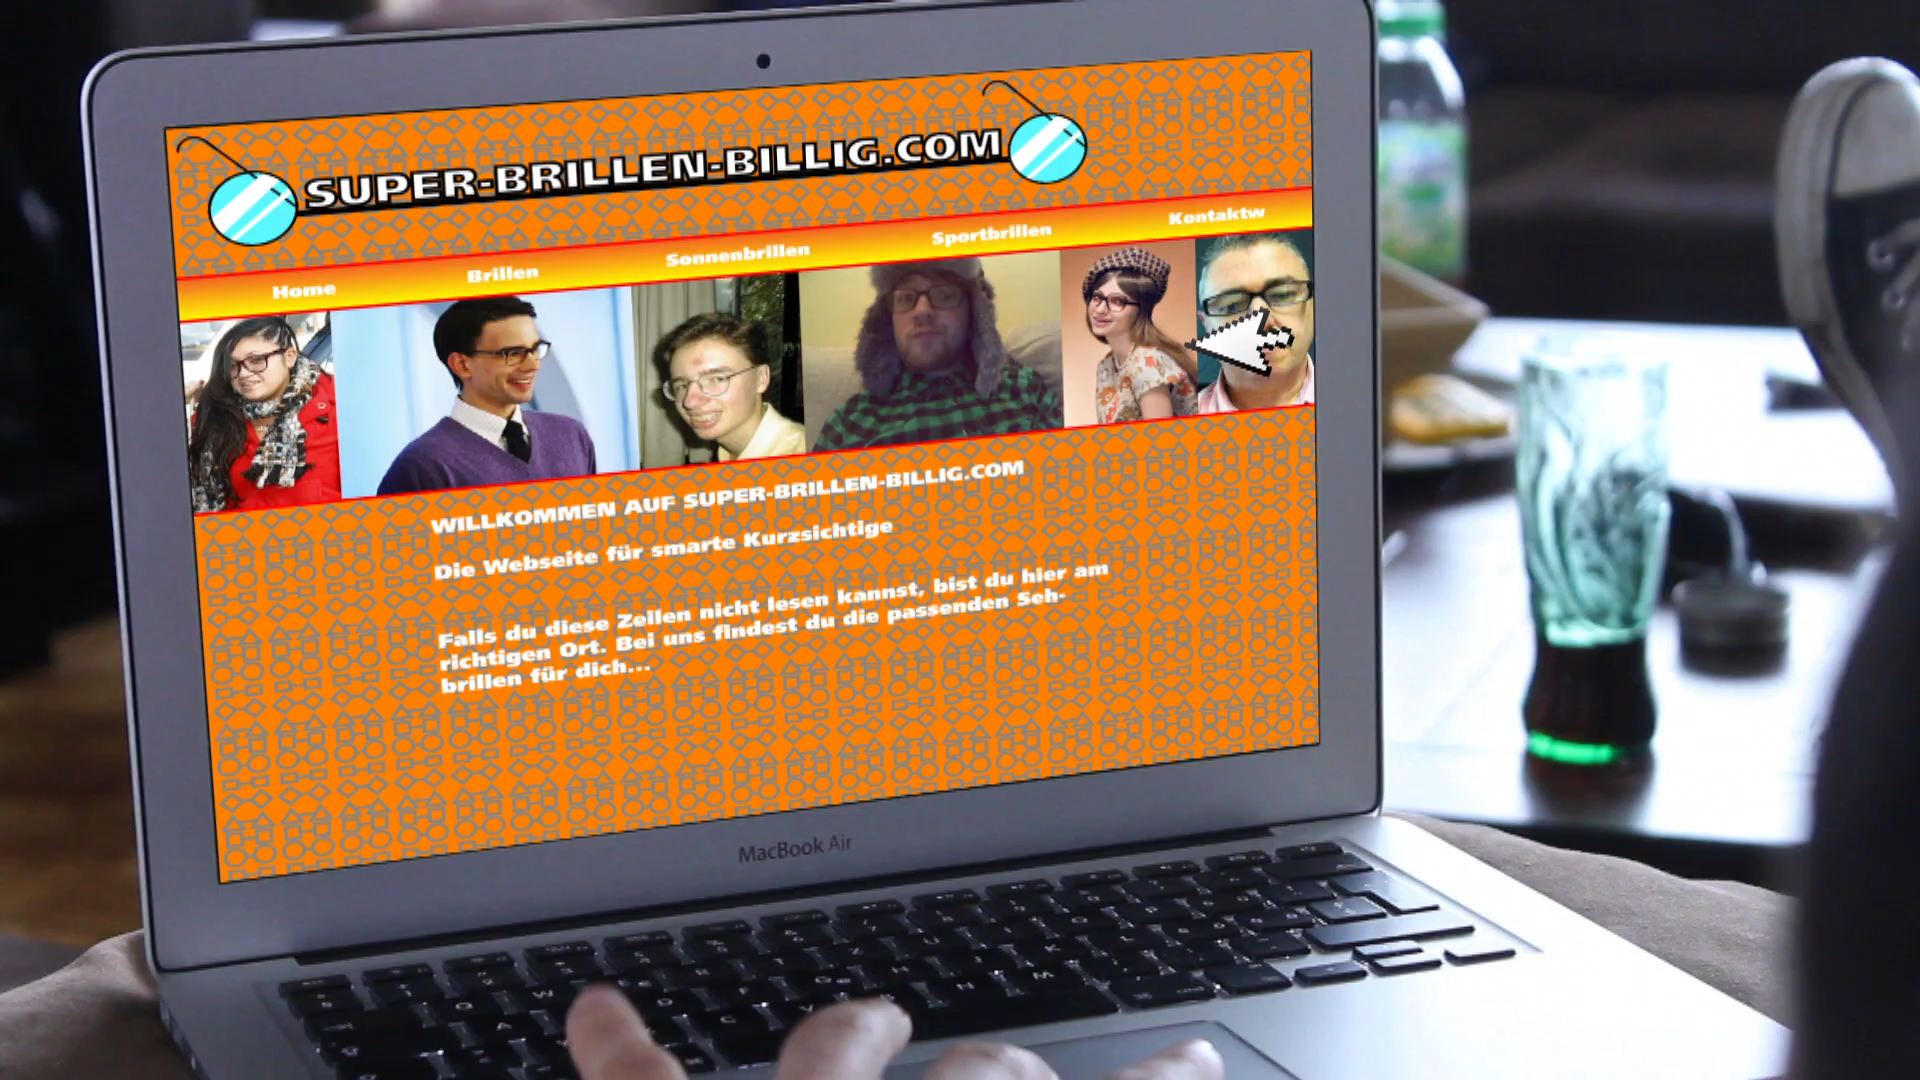 SUPER-BRILLEN-BILLIG.COM
Home
Brillen
Sonnenbrillen
Sportbrillen
Kontaktw
WILLKOMMEN AUF SUPER-BRILLEN-BILLIG.COM
Die Webseite für smarte Kurzsichtige
Falls du diese Zeilen nicht lesen kannst, bist du hier am
richtigen Ort. Bei uns findest du die passenden Seh-
brillen für dich...
MacBook Air